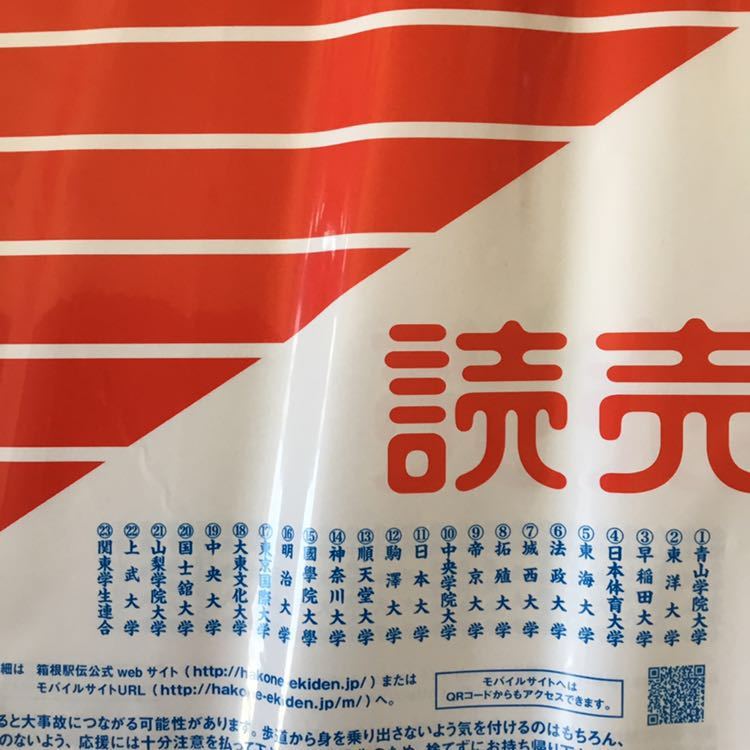 読売
①青山学院大学
②東洋大学
③早稲田大学
④日本体育大学
⑤東海大学
⑥法政大学
⑦城西大学
⑧拓殖大学
⑨帝京大学
⑩中央学院大学
⑪日本大学
⑫駒澤大学
⑬順天堂大学
⑭神奈川大学
⑮國學院大學
⑯明治大学
⑰東京国際大学
⑱大東文化大学
⑲中央大学
⑳国士舘大学
㉑山梨学院大学
㉒上武大学
㉓関東学生連合
細は 箱根駅伝公式 web サイト ( http://hakone-ekiden.jp/ ) または
モバイルサイトURL ( http://hakone-ekiden.jp/m/ ) へ。
モバイルサイトへは
QRコードからもアクセスできます。
ると大事故につながる可能性があります。歩道から身を乗り出さないよう気を付けるのはもちろん、
のないよう、応援には十分注意を払って